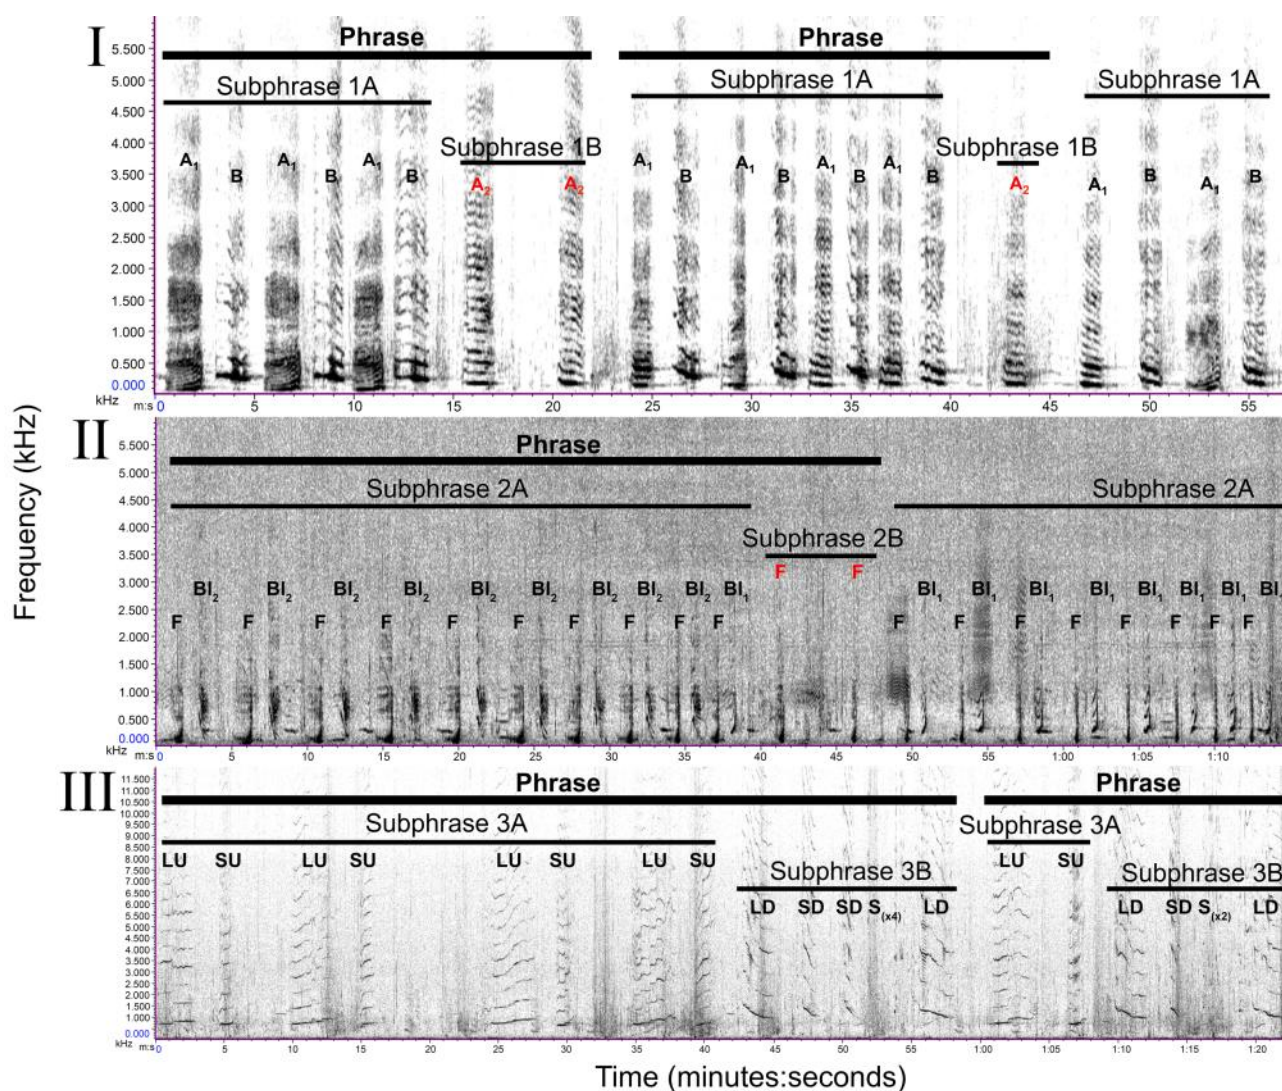 I
Phrase Phrase
Subphrase 1A Subphrase 1A Subphrase 1A
Subphrase 1B Subphrase 1B
A1 B A1 B A1 B A2 A2 A1 B A1 B A1 B A1 B A2 A1 B A1 B
5.500
5.000
4.500
4.000
3.500
3.000
2.500
2.000
1.500
1.000
0.500
0.000
kHz m:s
0 5 10 15 20 25 30 35 40 45 50 55
II
Phrase
Subphrase 2A Subphrase 2A
Subphrase 2B
F F
BI2 BI2 BI2 BI2 BI2 BI2 BI2 BI2 BI2 BI1 BI1 BI1 BI1 BI1 BI1 BI1 BI1 BI1
F F F F F F F F F F F F F F F F F F
5.500
5.000
4.500
4.000
3.500
3.000
2.500
2.000
1.500
1.000
0.500
0.000
kHz m:s
0 5 10 15 20 25 30 35 40 45 50 55 1:00 1:05 1:10
III
Phrase Phrase
Subphrase 3A Subphrase 3A
LU SU LU SU LU SU LU SU LU SU
Subphrase 3B Subphrase 3B
LD SD SD S(x4) LD LD SD S(x2) LD
11.500
11.000
10.500
10.000
9.500
9.000
8.500
8.000
7.500
7.000
6.500
6.000
5.500
5.000
4.500
4.000
3.500
3.000
2.500
2.000
1.500
1.000
0.000
kHz m:s
0 5 10 15 20 25 30 35 40 45 50 55 1:00 1:05 1:10 1:15 1:20
Frequency (kHz)
Time (minutes:seconds)